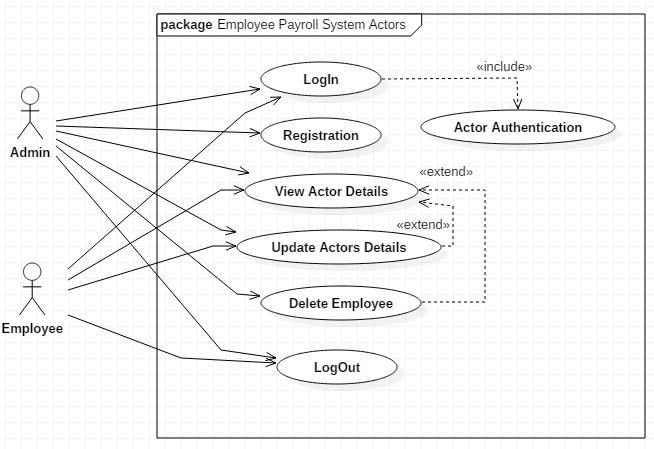 package Employee Payroll System Actors
LogIn
«include»
Admin
Registration
Actor Authentication
«extend»
View Actor Details
«extend»
Update Actors Details
Employee
Delete Employee
LogOut